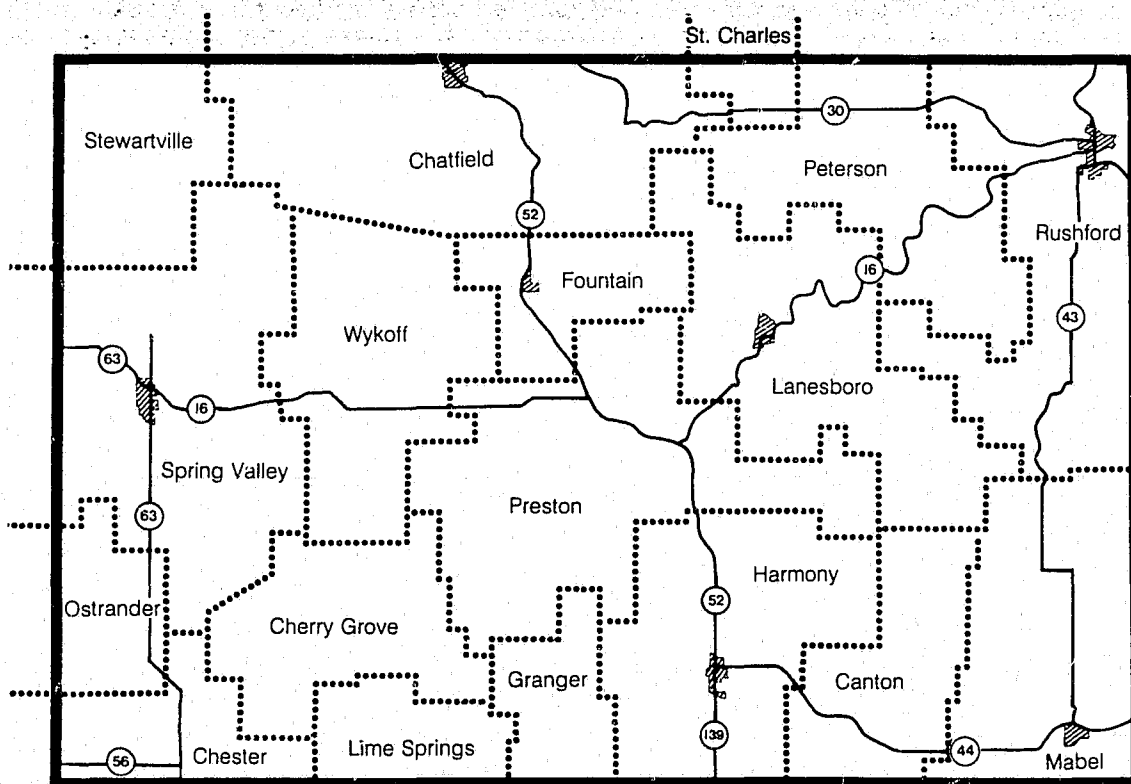 St. Charles
30
Stewartville
Chatfield
Peterson
52
Rushford
16
Fountain
43
Wykoff
63
Lanesboro
16
Spring Valley
Preston
63
Harmony
52
Ostrander
Cherry Grove
Granger
Canton
139
Lime Springs
44
Chester
56
Mabel